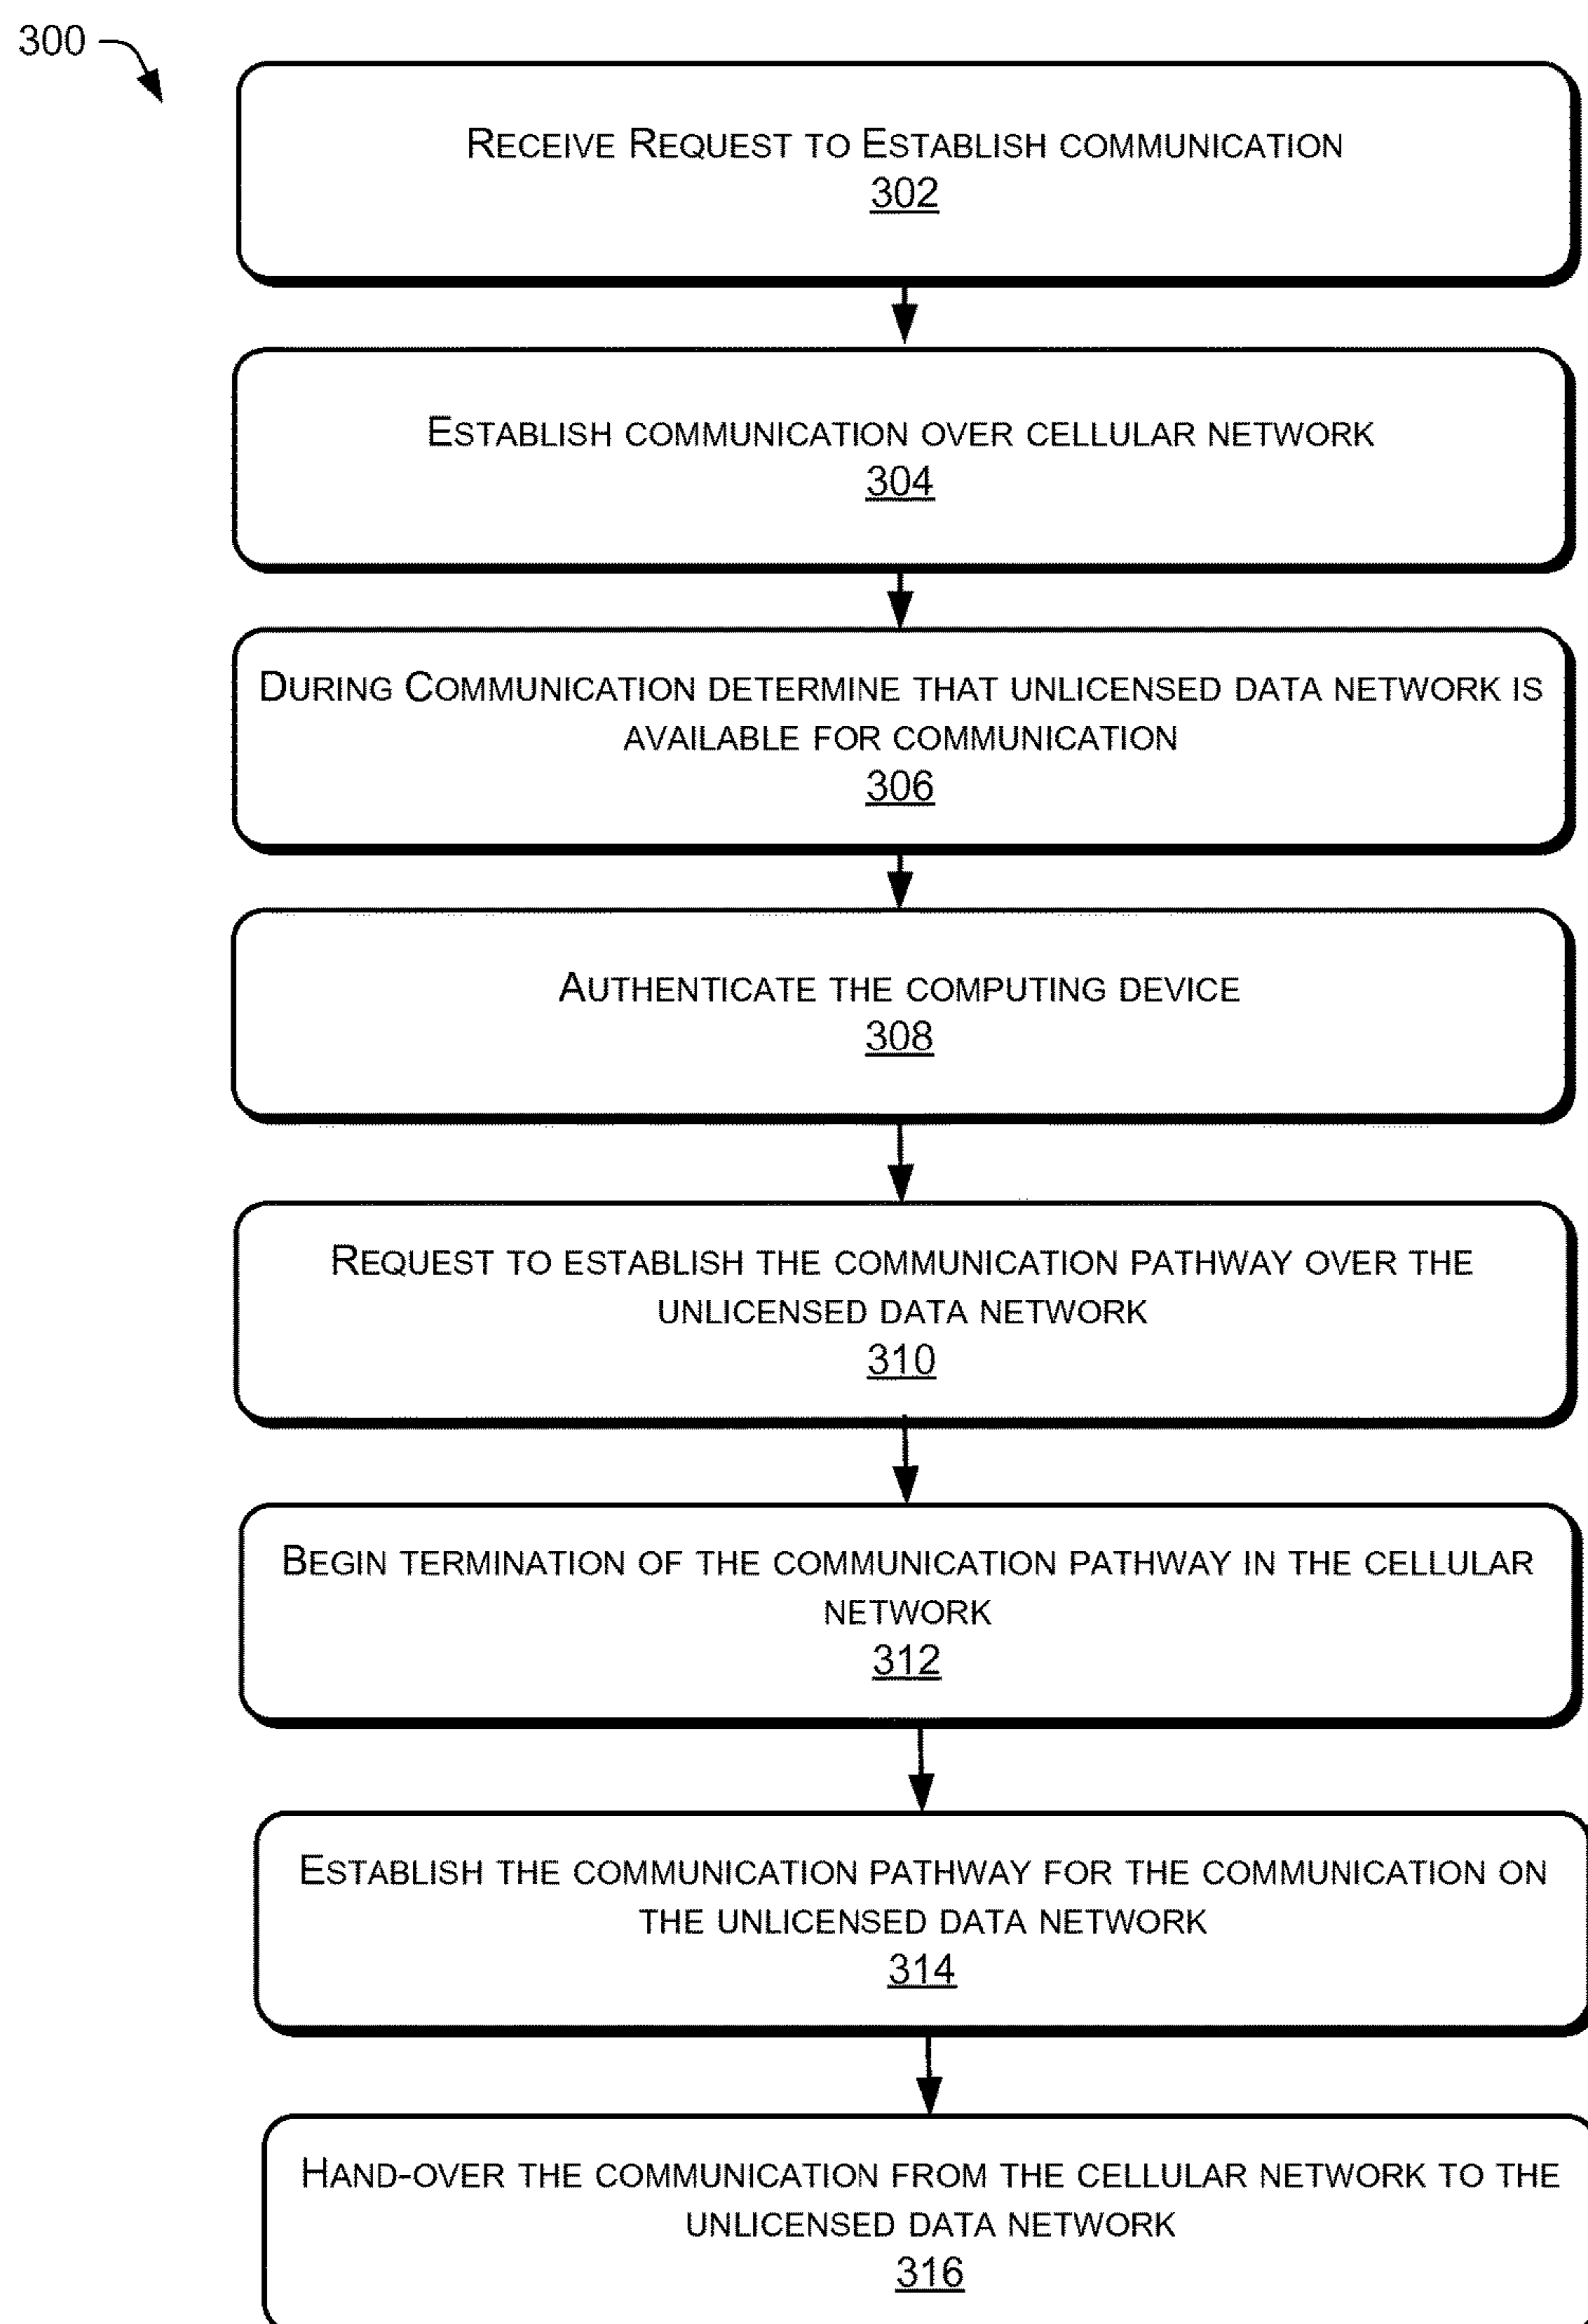 300
RECEIVE REQUEST TO ESTABLISH COMMUNICATION
302
ESTABLISH COMMUNICATION OVER CELLULAR NETWORK
304
DURING COMMUNICATION DETERMINE THAT UNLICENSED DATA NETWORK IS
AVAILABLE FOR COMMUNICATION
306
AUTHENTICATE THE COMPUTING DEVICE
308
REQUEST TO ESTABLISH THE COMMUNICATION PATHWAY OVER THE
UNLICENSED DATA NETWORK
310
BEGIN TERMINATION OF THE COMMUNICATION PATHWAY IN THE CELLULAR
NETWORK
312
ESTABLISH THE COMMUNICATION PATHWAY FOR THE COMMUNICATION ON
THE UNLICENSED DATA NETWORK
314
HAND-OVER THE COMMUNICATION FROM THE CELLULAR NETWORK TO THE
UNLICENSED DATA NETWORK
316